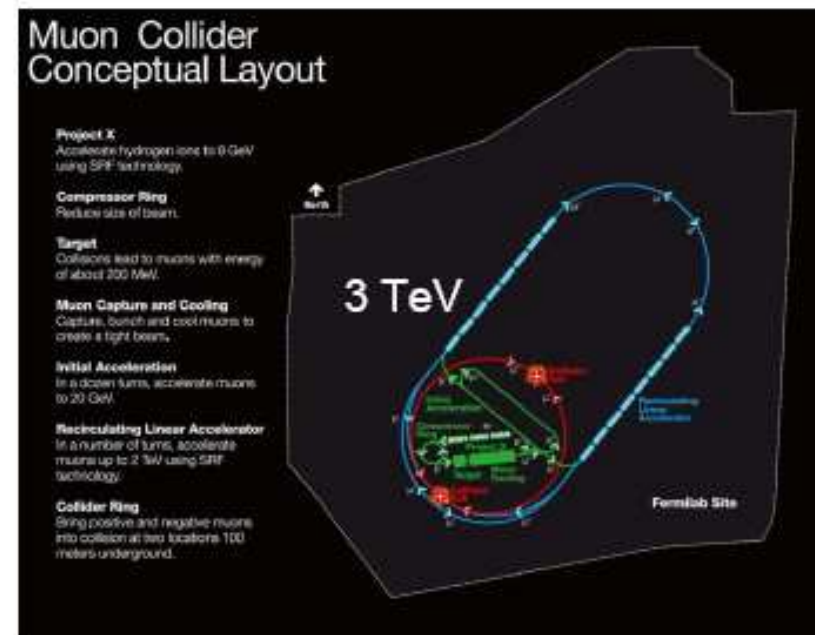 Muon Collider
Conceptual Layout
Project X
Accelerate hydrogen ions to 8 GeV
using SRF technology.
Compressor Ring
Reduce size of beam.
Target
Collisions lead to muons with energy
of about 200 MeV.
Muon Capture and Cooling
Capture, bunch and cool muons to
create a tight beam.
Initial Acceleration
In a dozen turns, accelerate muons
to 20 GeV.
Recirculating Linear Accelerator
In a number of turns, accelerate
muons up to 2 TeV using SRF
technology.
Collider Ring
Bring positive and negative muons
into collision at two locations 100
meters underground.
North
3 TeV
Recirculating
Linear
Accelerator
Initial
Acceleration
Fermilab Site